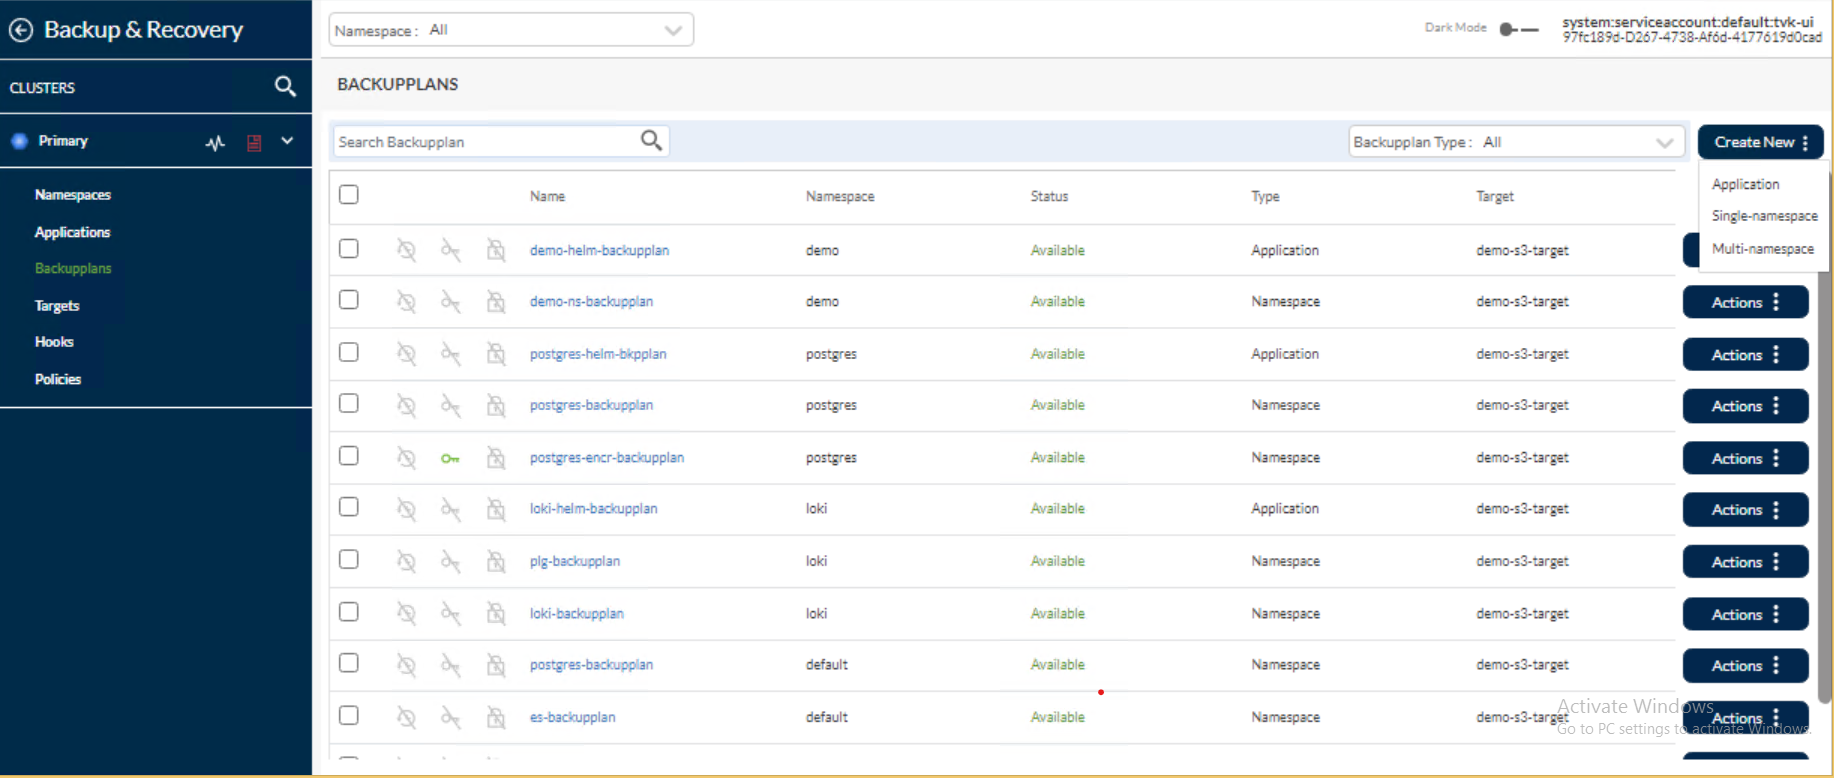 Backup & Recovery
Namespace : All
Dark Mode
system:serviceaccount:default:tvk-ui
97fc189d-D267-4738-Af6d-4177619d0cad
CLUSTERS
BACKUPPLANS
Primary
Search Backupplan
Backupplan Type : All
Create New
Application
Single-namespace
Multi-namespace
Namespaces
Applications
Backupplans
Targets
Hooks
Policies
Name Namespace Status Type Target
demo-helm-backupplan demo Available Application demo-s3-target
demo-ns-backupplan demo Available Namespace demo-s3-target Actions
postgres-helm-bkpplan postgres Available Application demo-s3-target Actions
postgres-backupplan postgres Available Namespace demo-s3-target Actions
postgres-encr-backupplan postgres Available Namespace demo-s3-target Actions
loki-helm-backupplan loki Available Application demo-s3-target Actions
plg-backupplan loki Available Namespace demo-s3-target Actions
loki-backupplan loki Available Namespace demo-s3-target Actions
postgres-backupplan default Available Namespace demo-s3-target Actions
es-backupplan default Available Namespace demo-s3-target Actions
Activate Windows
Go to PC settings to activate Windows.